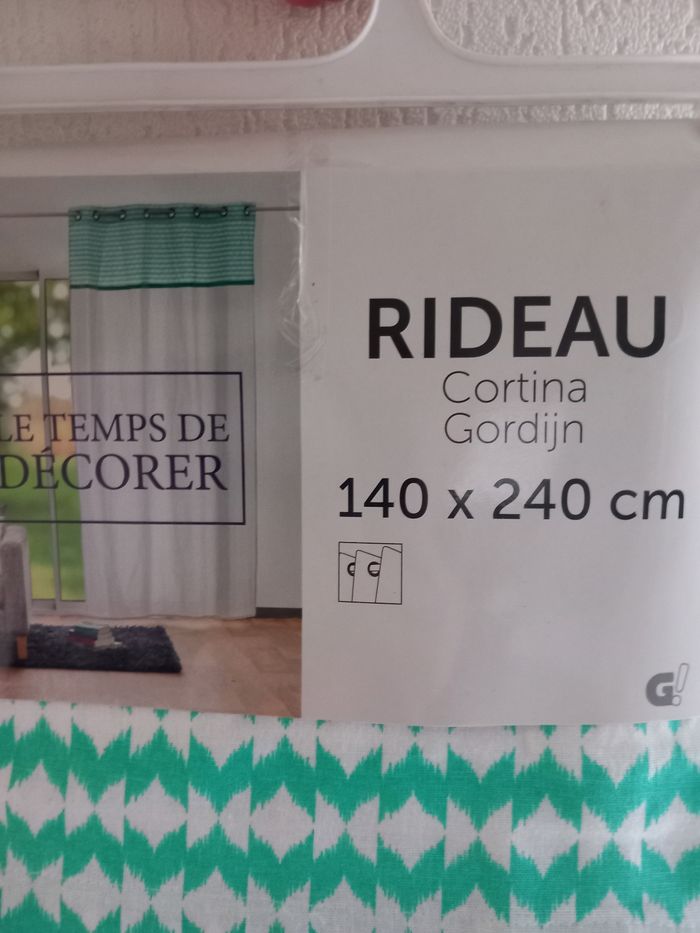 LE TEMPS DE
DÉCORER
RIDEAU
Cortina
Gordijn
140 x 240 cm
G!